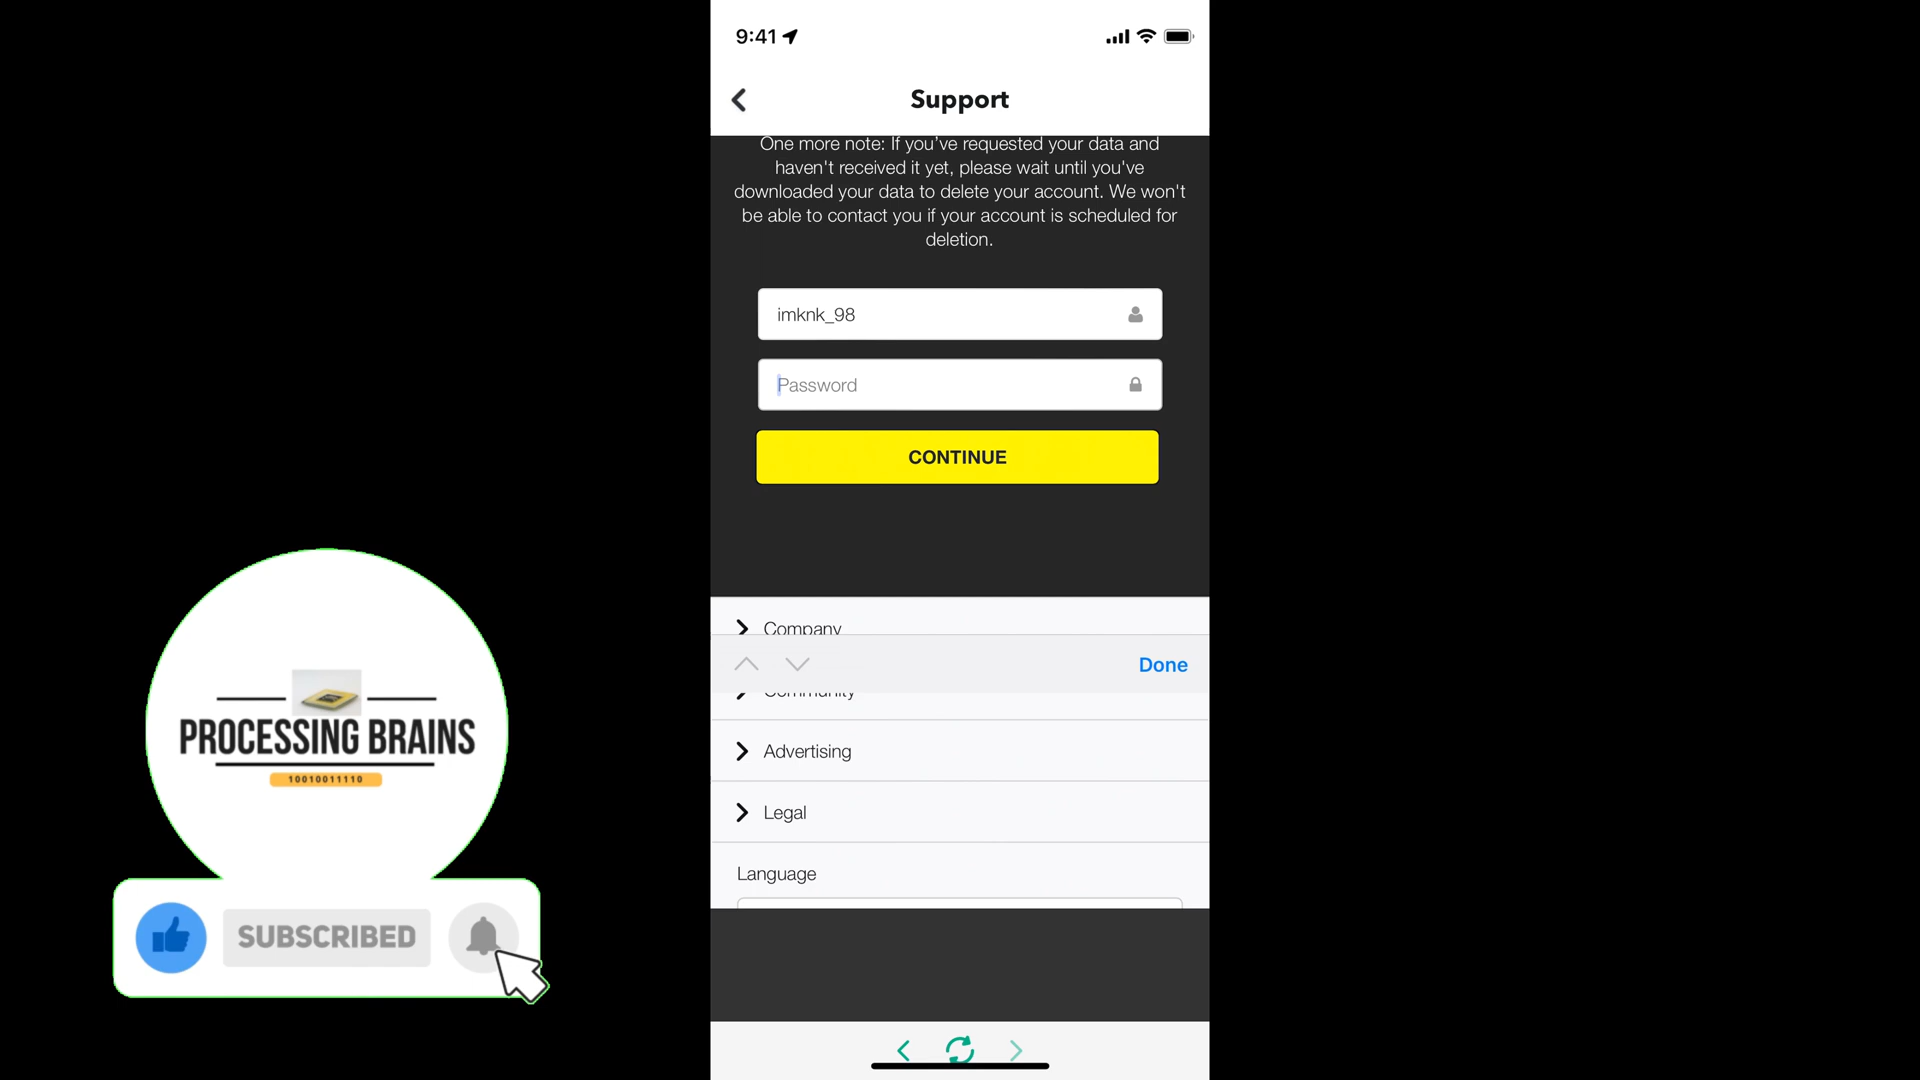 9:41
Support
One more note: If you've requested your data and
haven't received it yet, please wait until you've
downloaded your data to delete your account. We won't
be able to contact you if your account is scheduled for
deletion.
imknk_98
Password
CONTINUE
Company
Done
Community
Advertising
Legal
Language
PROCESSING BRAINS
10010011110
SUBSCRIBED